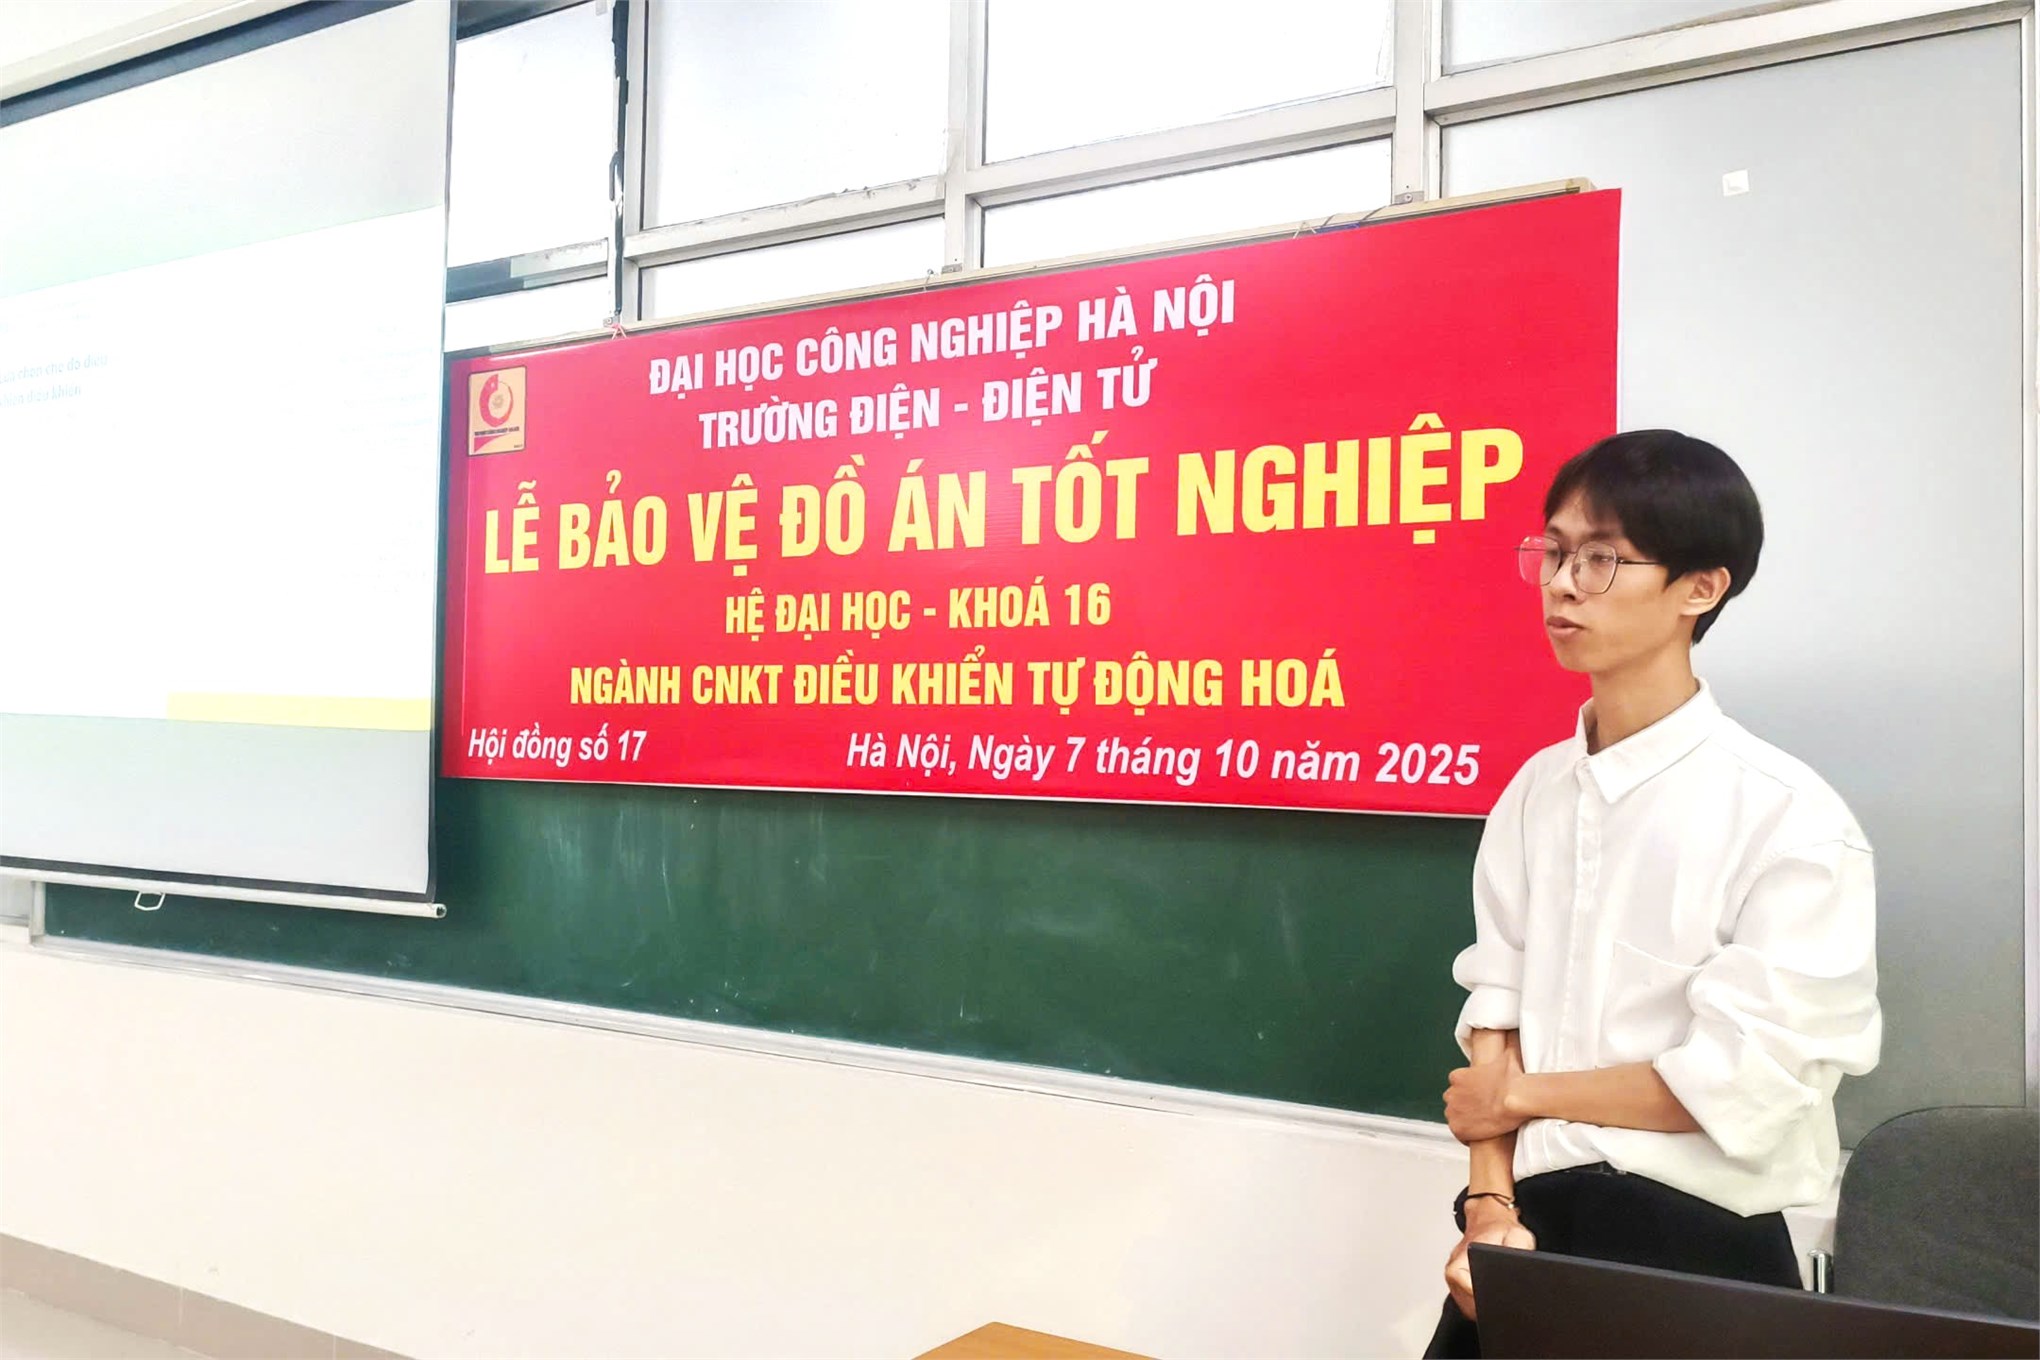 ĐẠI HỌC CÔNG NGHIỆP HÀ NỘI
TRƯỜNG ĐIỆN - ĐIỆN TỬ
LỄ BẢO VỆ ĐỒ ÁN TỐT NGHIỆP
HỆ ĐẠI HỌC - KHOÁ 16
NGÀNH CNKT ĐIỀU KHIỂN TỰ ĐỘNG HOÁ
Hội đồng số 17
Hà Nội, Ngày 7 tháng 10 năm 2025